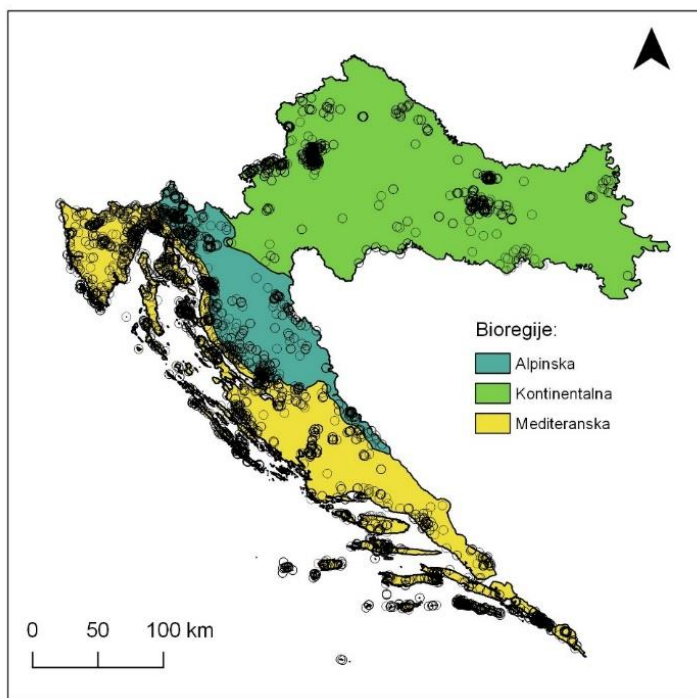 Bioregije:
Alpinska
Kontinentalna
Mediteranska
0 50 100 km